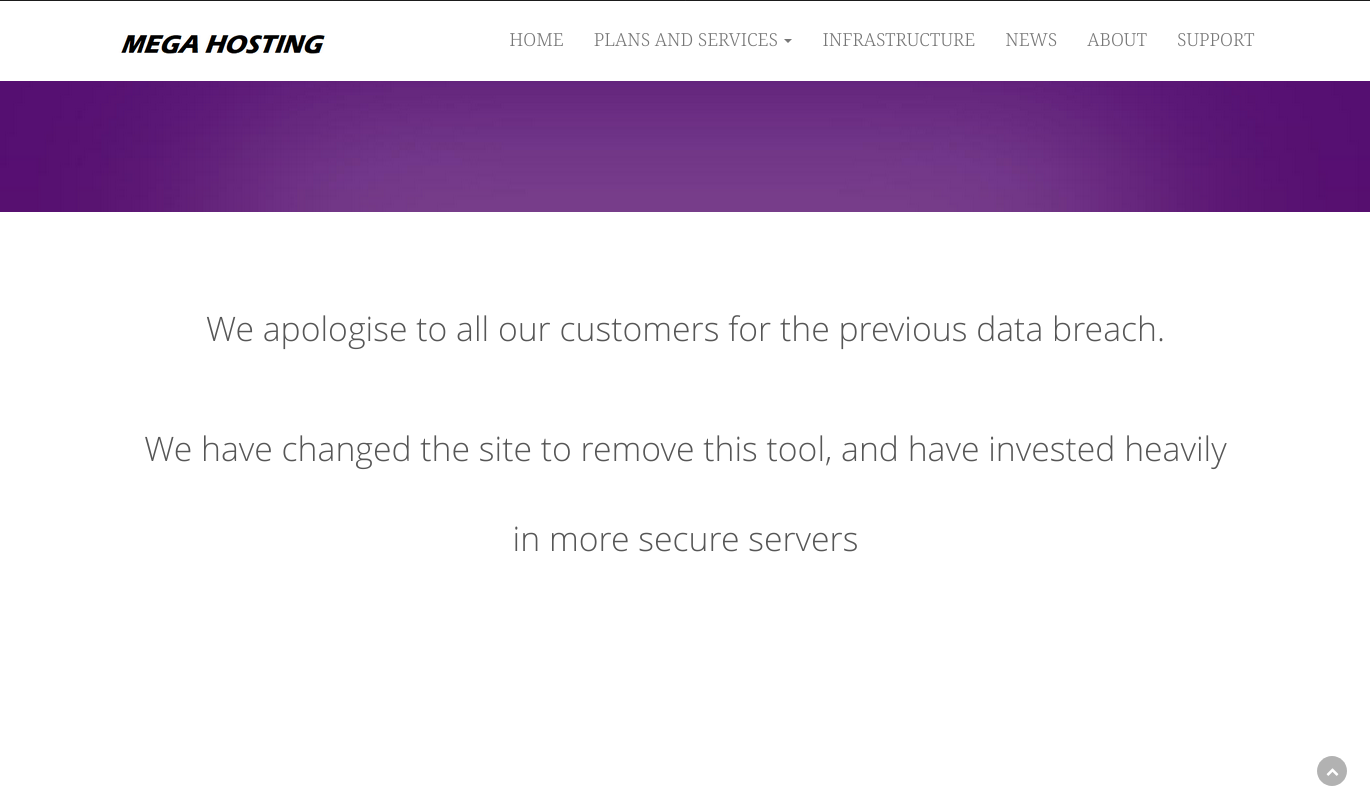 MEGA HOSTING
HOME PLANS AND SERVICES INFRASTRUCTURE NEWS ABOUT SUPPORT
We apologise to all our customers for the previous data breach.
We have changed the site to remove this tool, and have invested heavily
in more secure servers